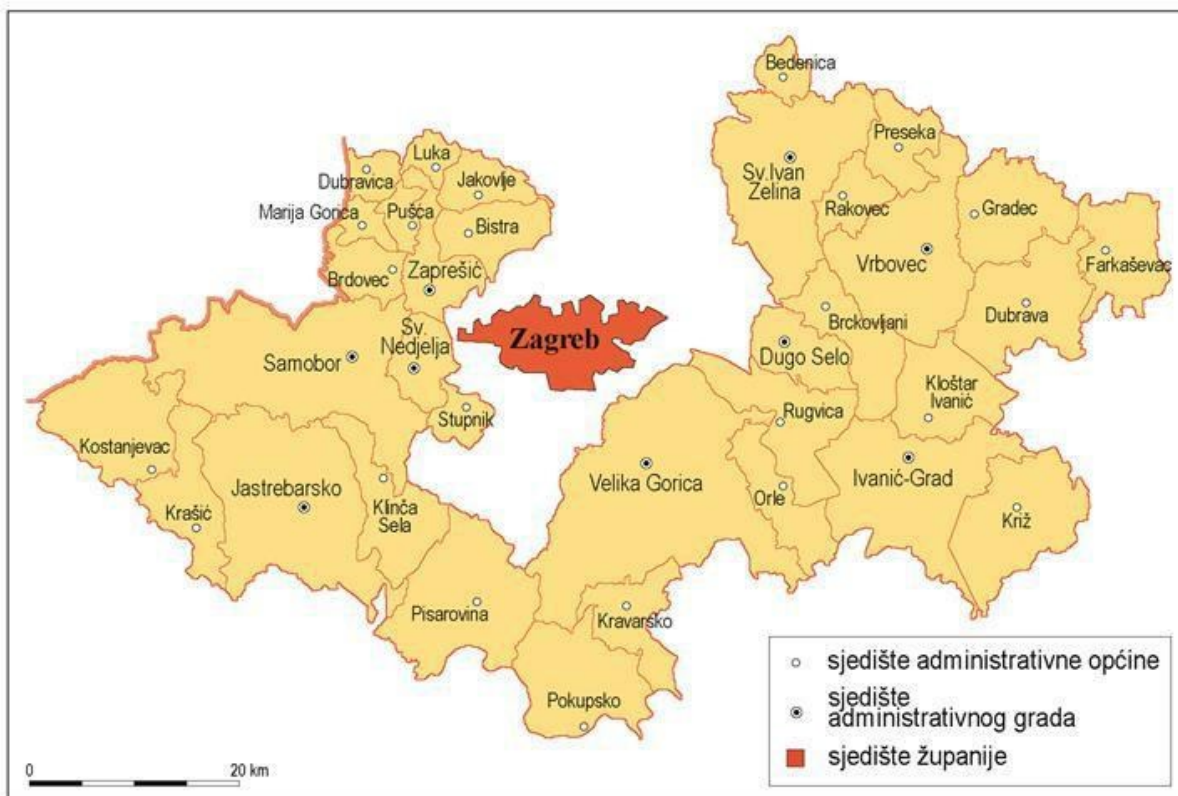 Bedenica
Preseka
Luka
Dubravica
Jakovlje
Sv.Ivan
Zelina
Marija Gorica
Pušća
Rakovec
Gradec
Bistra
Vrbovec
Farkaševac
Brdovec
Zaprešić
Brckovljani
Dubrava
Sv.
Nedjelja
Zagreb
Samobor
Dugo Selo
Kloštar
Ivanić
Stupnik
Rugvica
Kostanjevac
Velika Gorica
Ivanić-Grad
Jastrebarsko
Klinča
Sela
Orle
Krašić
Križ
Pisarovina
Kravarsko
Pokupsko
sjedište administrativne općine
sjedište
administrativnog grada
sjedište županije
0 20 km